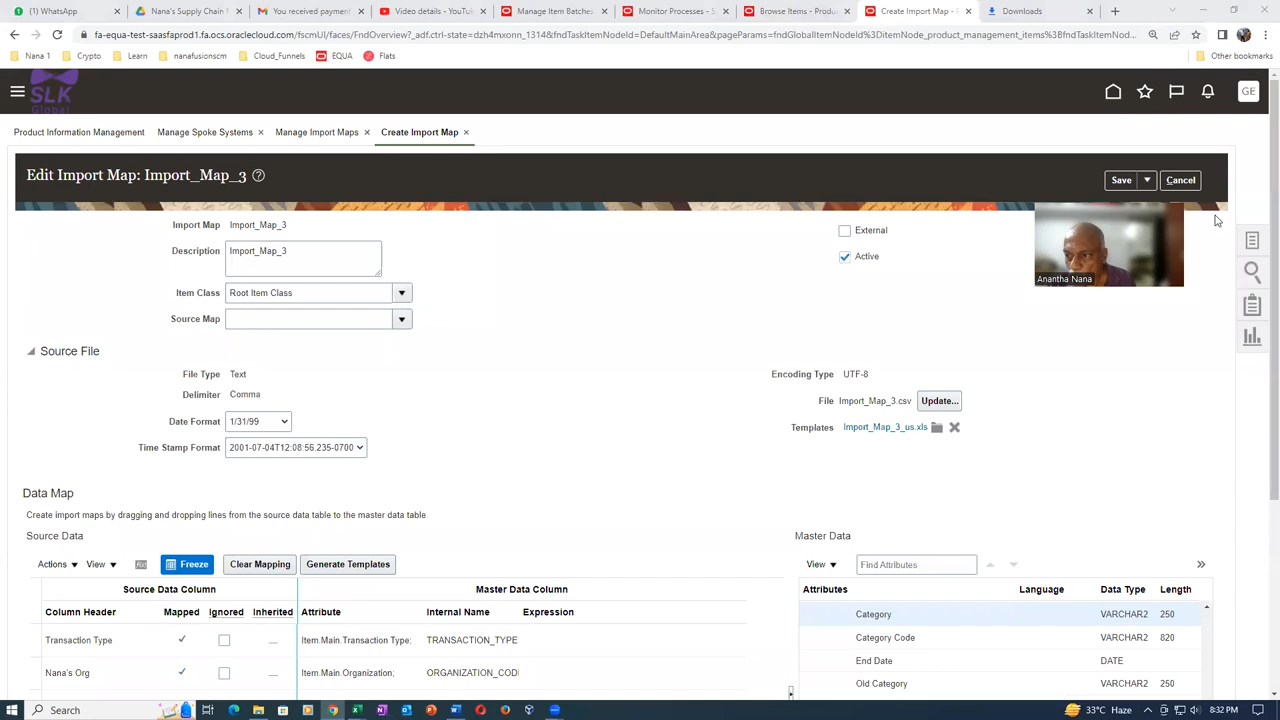 WhatsApp
Nana's Supply Chain F
You received payment
Video details - YouTub
Manage Item Batches
Monitor Processes - S
Browse Items - Produc
Create Import Map - F
Downloads
fa-equa-test-saasfaprod1.fa.ocs.oraclecloud.com/fscmUI/faces/FndOverview?_adf.ctrl-state=dzh4mxonn_1314&fndTaskItemNodeId=DefaultMainArea&pageParams=fndGlobalItemNodeId%3DitemNode_product_management_items%3BfndTaskItemNod...
Nana 1
Crypto
Learn
nanafusionscm
Cloud_Funnels
EQUA
Flats
Other bookmarks
SLK
Global
GE
Product Information Management
Manage Spoke Systems
Manage Import Maps
Create Import Map
Edit Import Map: Import_Map_3
Save
Cancel
Import Map Import_Map_3
External
Description Import_Map_3
Active
Anantha Nana
Item Class Root Item Class
Source Map
Source File
File Type Text
Encoding Type UTF-8
Delimiter Comma
File Import_Map_3.csv Update...
Date Format 1/31/99
Templates Import_Map_3_us.xls
Time Stamp Format 2001-07-04T12:08:56.235-0700
Data Map
Create import maps by dragging and dropping lines from the source data table to the master data table.
Source Data
Master Data
Actions View Freeze Clear Mapping Generate Templates
View Find Attributes
Source Data Column Master Data Column
Attributes Language Data Type Length
Column Header Mapped Ignored Inherited Attribute Internal Name Expression
Category VARCHAR2 250
Category Code VARCHAR2 820
Transaction Type Item.Main.Transaction Type; TRANSACTION_TYPE
End Date DATE
Nana's Org Item.Main.Organization; ORGANIZATION_CODI
Old Category VARCHAR2 250
Search
33°C Haze
ENG
8:32 PM